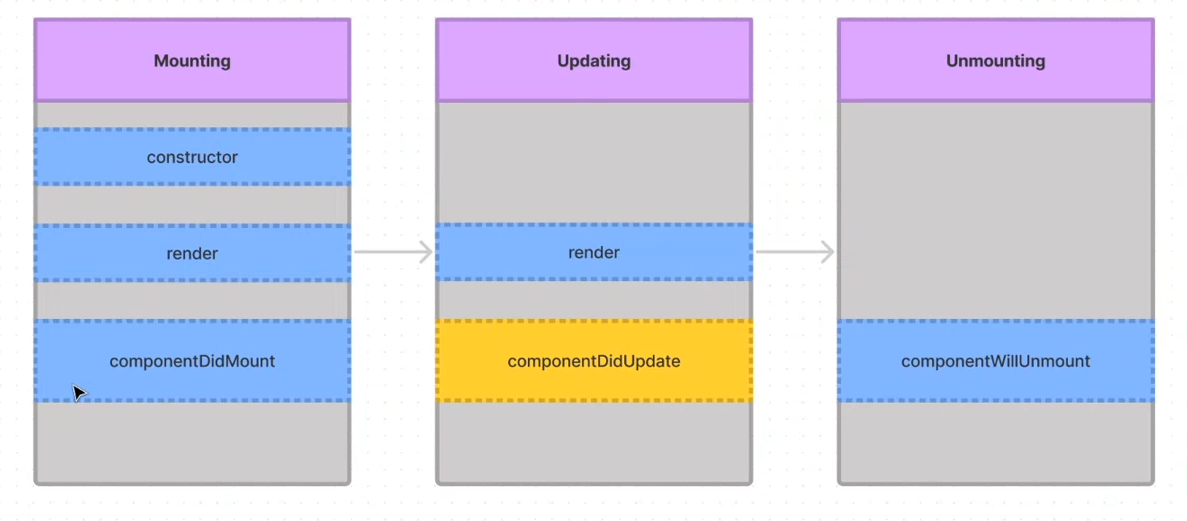 Mounting
constructor
render
componentDidMount
Updating
render
componentDidUpdate
Unmounting
componentWillUnmount